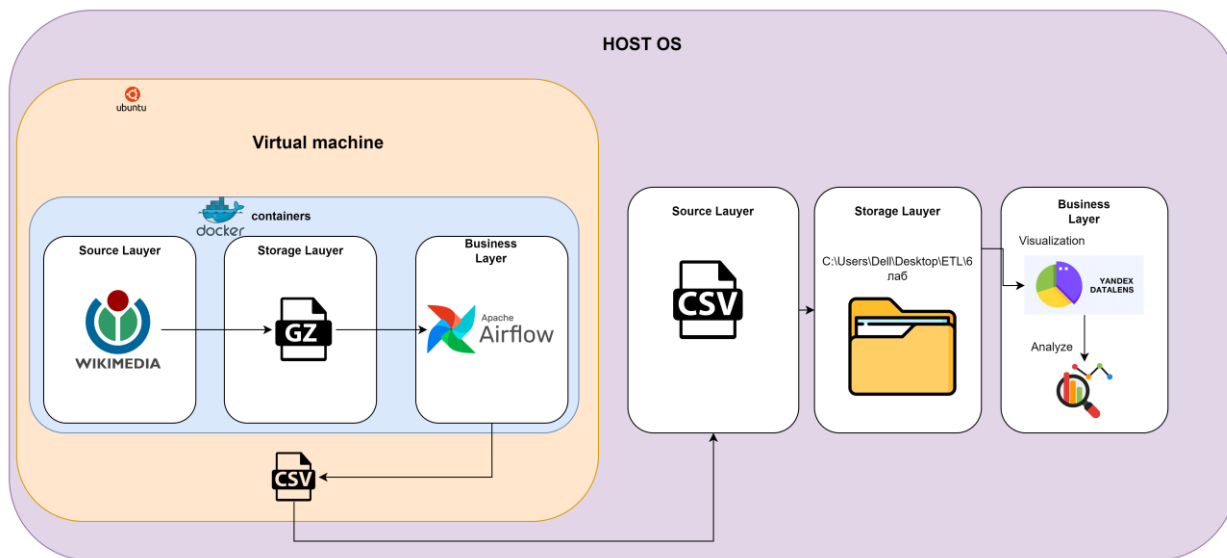 HOST OS
ubuntu
Virtual machine
docker
containers
Source Lauyer
WIKIMEDIA
Storage Lauyer
GZ
Business
Layer
Apache
Airflow
CSV
Source Lauyer
CSV
Storage Lauyer
C:\Users\Dell\Desktop\ETL\6
лаб
Business
Layer
Visualization
YANDEX
DATALENS
Analyze